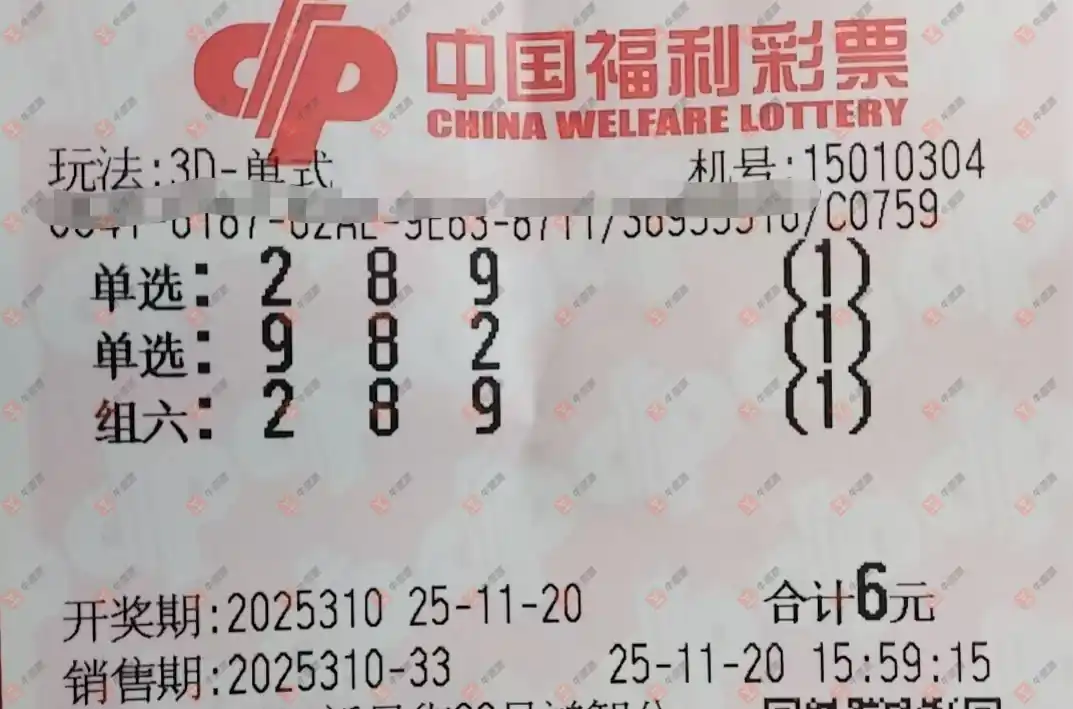 中国福利彩票
CHINA WELFARE LOTTERY
玩法:3D-单式 机号:15010304
/C0759
单选: 2 8 9 (1)
单选: 9 8 2 (1)
组六: 2 8 9 (1)
开奖期:2025310 25-11-20 合计6元
销售期:2025310-33 25-11-20 15:59:15